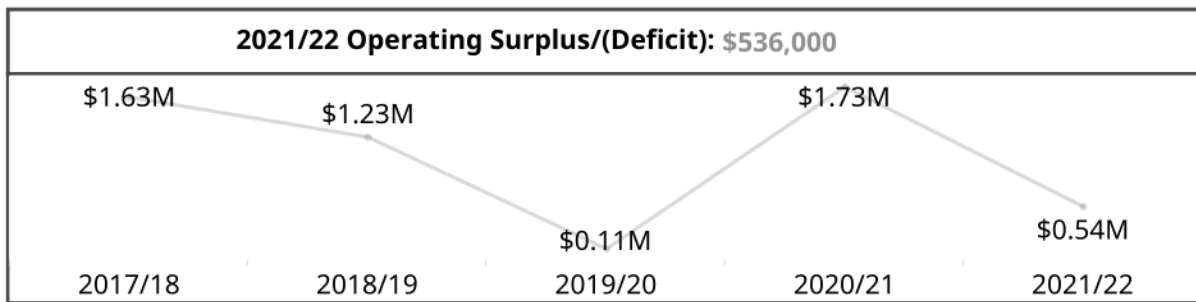 2021/22 Operating Surplus/(Deficit): $536,000
$1.63M
$1.23M
$0.11M
$1.73M
$0.54M
2017/18 2018/19 2019/20 2020/21 2021/22